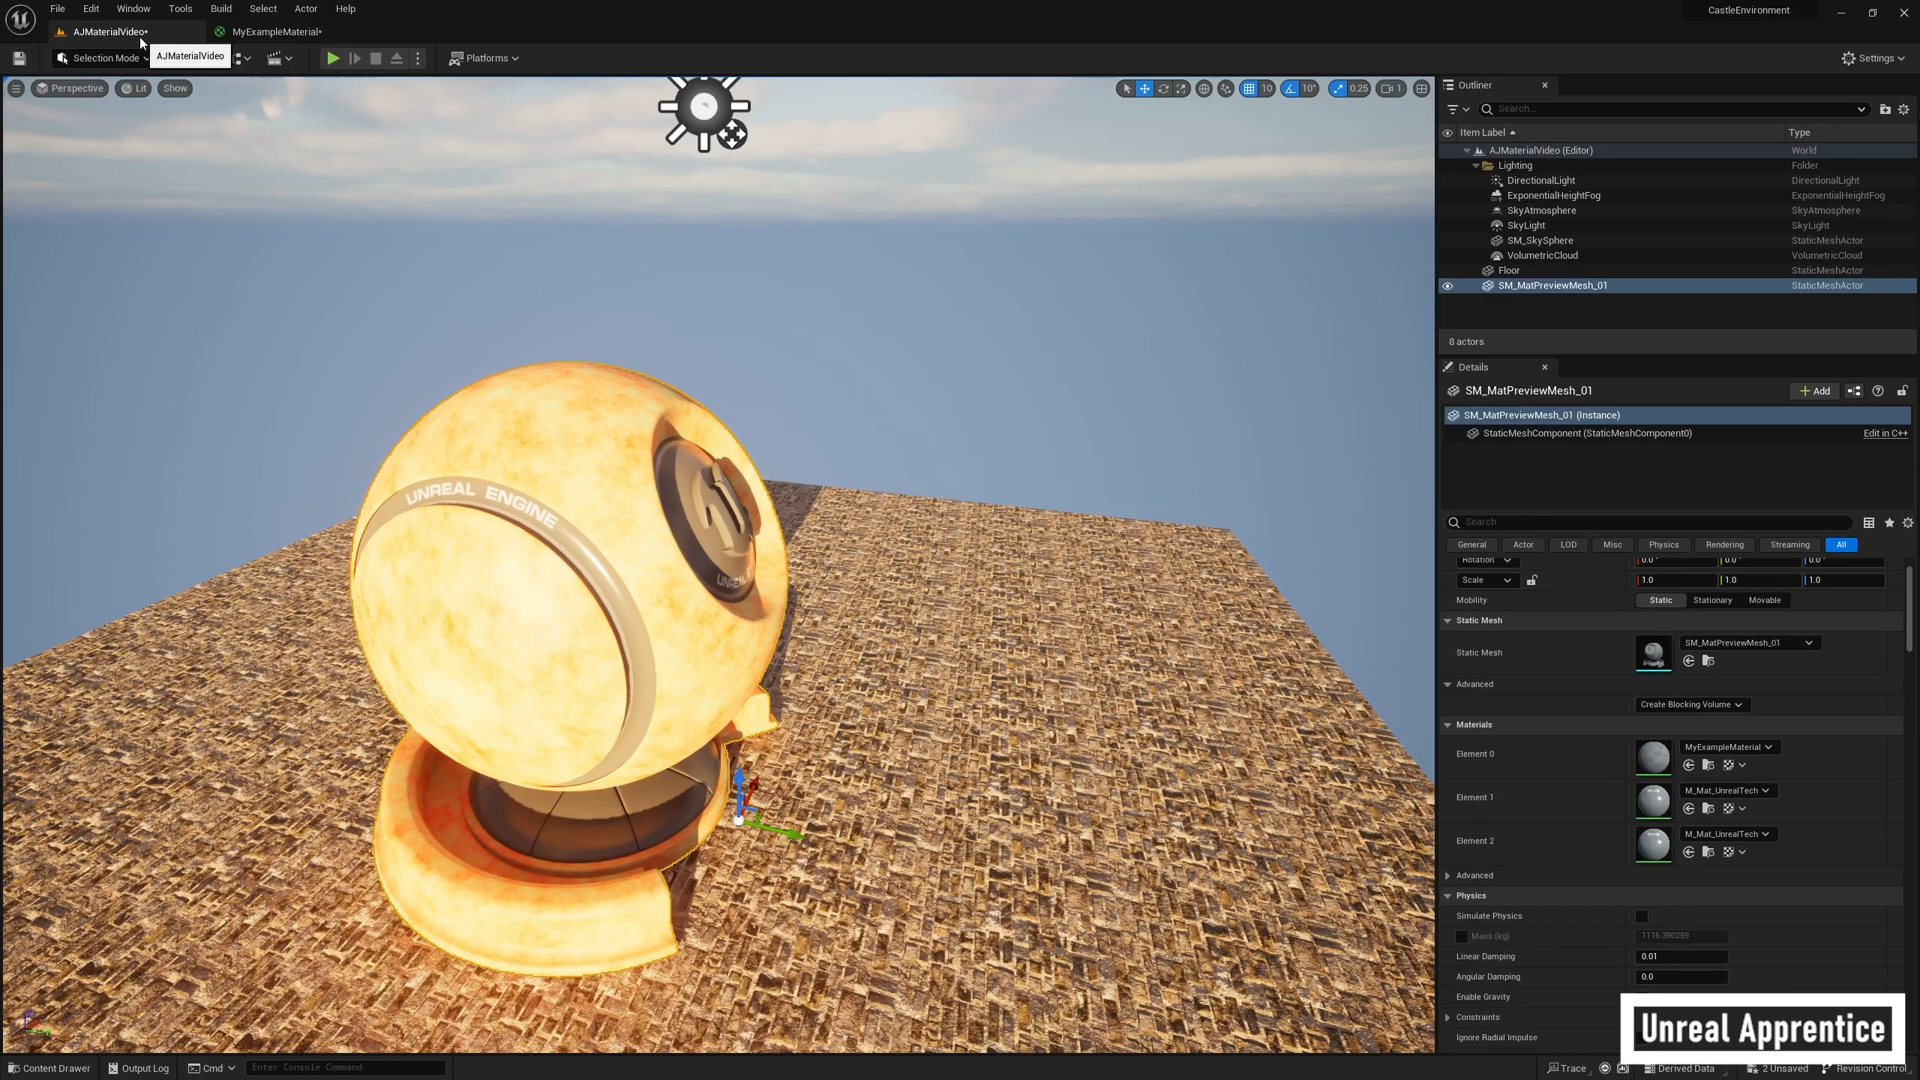 File Edit Window Tools Build Select Actor Help
CastleEnvironment
AJMaterialVideo*
MyExampleMaterial*
Selection Mode
AJMaterialVideo
Platforms
Settings
Perspective
Lit
Show
10
10°
0.25
1
Outliner
Search...
Item Label
Type
AJMaterialVideo (Editor)
World
Lighting
Folder
DirectionalLight
DirectionalLight
ExponentialHeightFog
ExponentialHeightFog
SkyAtmosphere
SkyAtmosphere
SkyLight
SkyLight
SM_SkySphere
StaticMeshActor
VolumetricCloud
VolumetricCloud
Floor
StaticMeshActor
SM_MatPreviewMesh_01
StaticMeshActor
8 actors
Details
SM_MatPreviewMesh_01
Add
SM_MatPreviewMesh_01 (Instance)
StaticMeshComponent (StaticMeshComponent0)
Edit in C++
Search
General
Actor
LOD
Misc
Physics
Rendering
Streaming
All
Rotation
0.0°
0.0°
0.0°
Scale
1.0
1.0
1.0
Mobility
Static
Stationary
Movable
Static Mesh
Static Mesh
SM_MatPreviewMesh_01
Advanced
Create Blocking Volume
Materials
Element 0
MyExampleMaterial
Element 1
M_Mat_UnrealTech
Element 2
M_Mat_UnrealTech
Advanced
Physics
Simulate Physics
Mass (kg)
1116.390259
Linear Damping
0.01
Angular Damping
0.0
Enable Gravity
Constraints
Ignore Radial Impulse
UNREAL ENGINE
UNREAL
Unreal Apprentice
Content Drawer
Output Log
Cmd
Enter Console Command
Trace
Derived Data
2 Unsaved
Revision Control